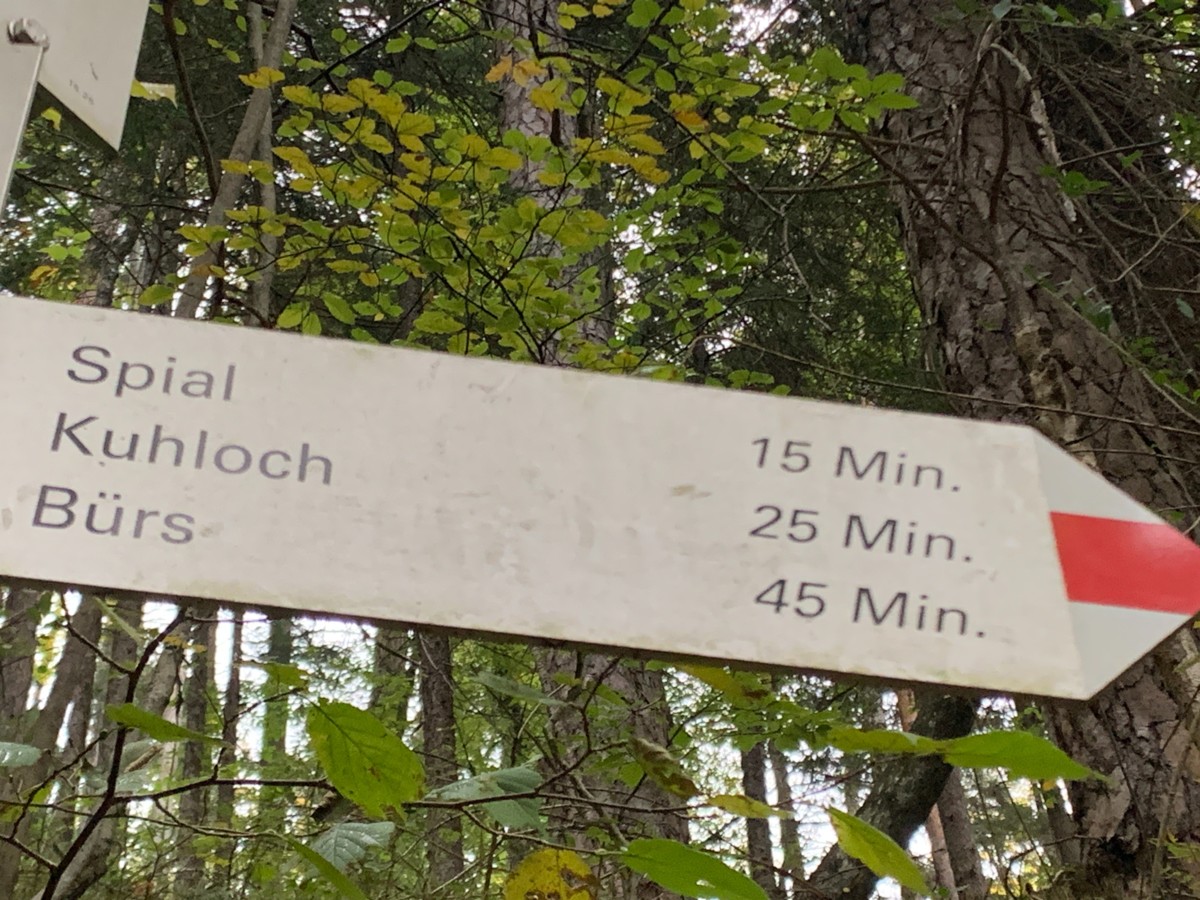 Spial 15 Min.
Kuhloch 25 Min.
Bürs 45 Min.